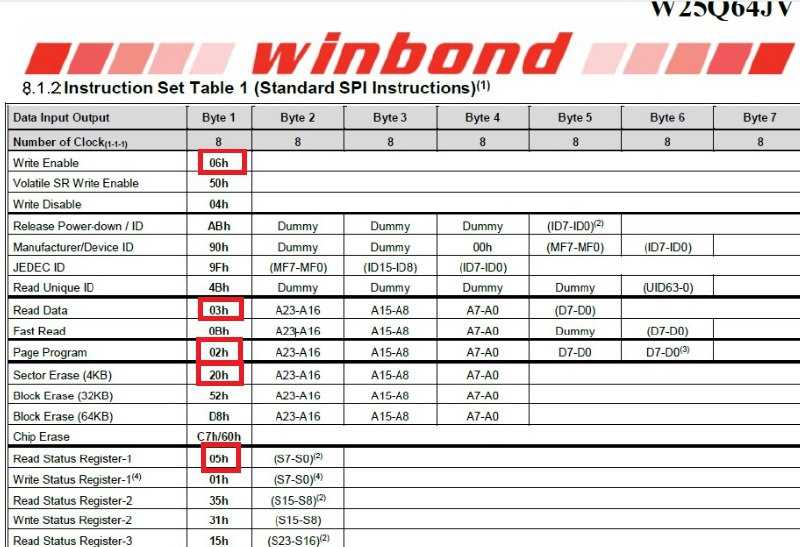 W25Q64JV
winbond
8.1.2 Instruction Set Table 1 (Standard SPI Instructions)(1)
Data Input Output Byte 1 Byte 2 Byte 3 Byte 4 Byte 5 Byte 6 Byte 7
Number of Clock(1-1-1) 8 8 8 8 8 8 8
Write Enable 06h
Volatile SR Write Enable 50h
Write Disable 04h
Release Power-down / ID ABh Dummy Dummy Dummy (ID7-ID0)(2)
Manufacturer/Device ID 90h Dummy Dummy 00h (MF7-MF0) (ID7-ID0)
JEDEC ID 9Fh (MF7-MF0) (ID15-ID8) (ID7-ID0)
Read Unique ID 4Bh Dummy Dummy Dummy Dummy (UID63-0)
Read Data 03h A23-A16 A15-A8 A7-A0 (D7-D0)
Fast Read 0Bh A23-A16 A15-A8 A7-A0 Dummy (D7-D0)
Page Program 02h A23-A16 A15-A8 A7-A0 D7-D0 D7-D0(3)
Sector Erase (4KB) 20h A23-A16 A15-A8 A7-A0
Block Erase (32KB) 52h A23-A16 A15-A8 A7-A0
Block Erase (64KB) D8h A23-A16 A15-A8 A7-A0
Chip Erase C7h/60h
Read Status Register-1 05h (S7-S0)(2)
Write Status Register-1(4) 01h (S7-S0)(4)
Read Status Register-2 35h (S15-S8)(2)
Write Status Register-2 31h (S15-S8)
Read Status Register-3 15h (S23-S16)(2)